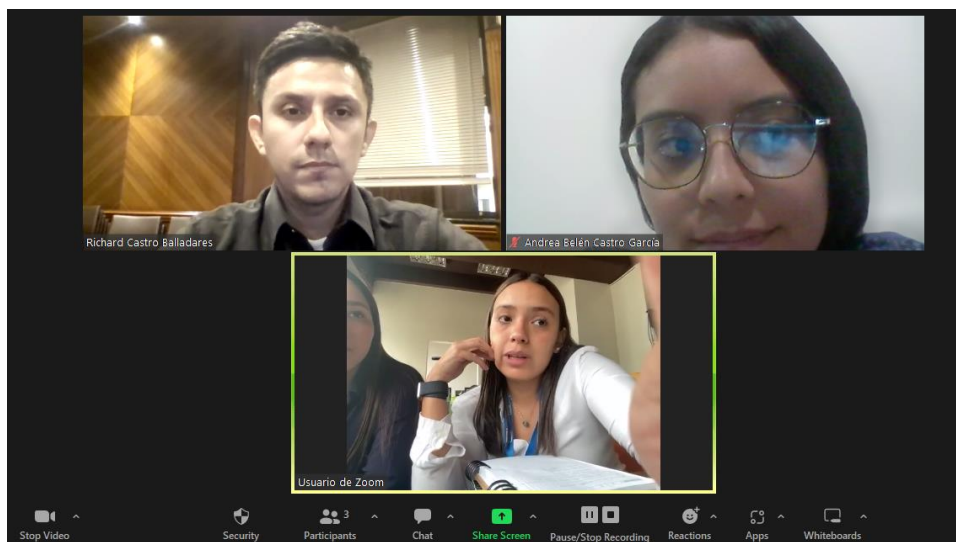 Richard Castro Balladares
Andrea Belén Castro García
Usuario de Zoom
Stop Video
Security
Participants
3
Chat
Share Screen
Pause/Stop Recording
Reactions
Apps
Whiteboards